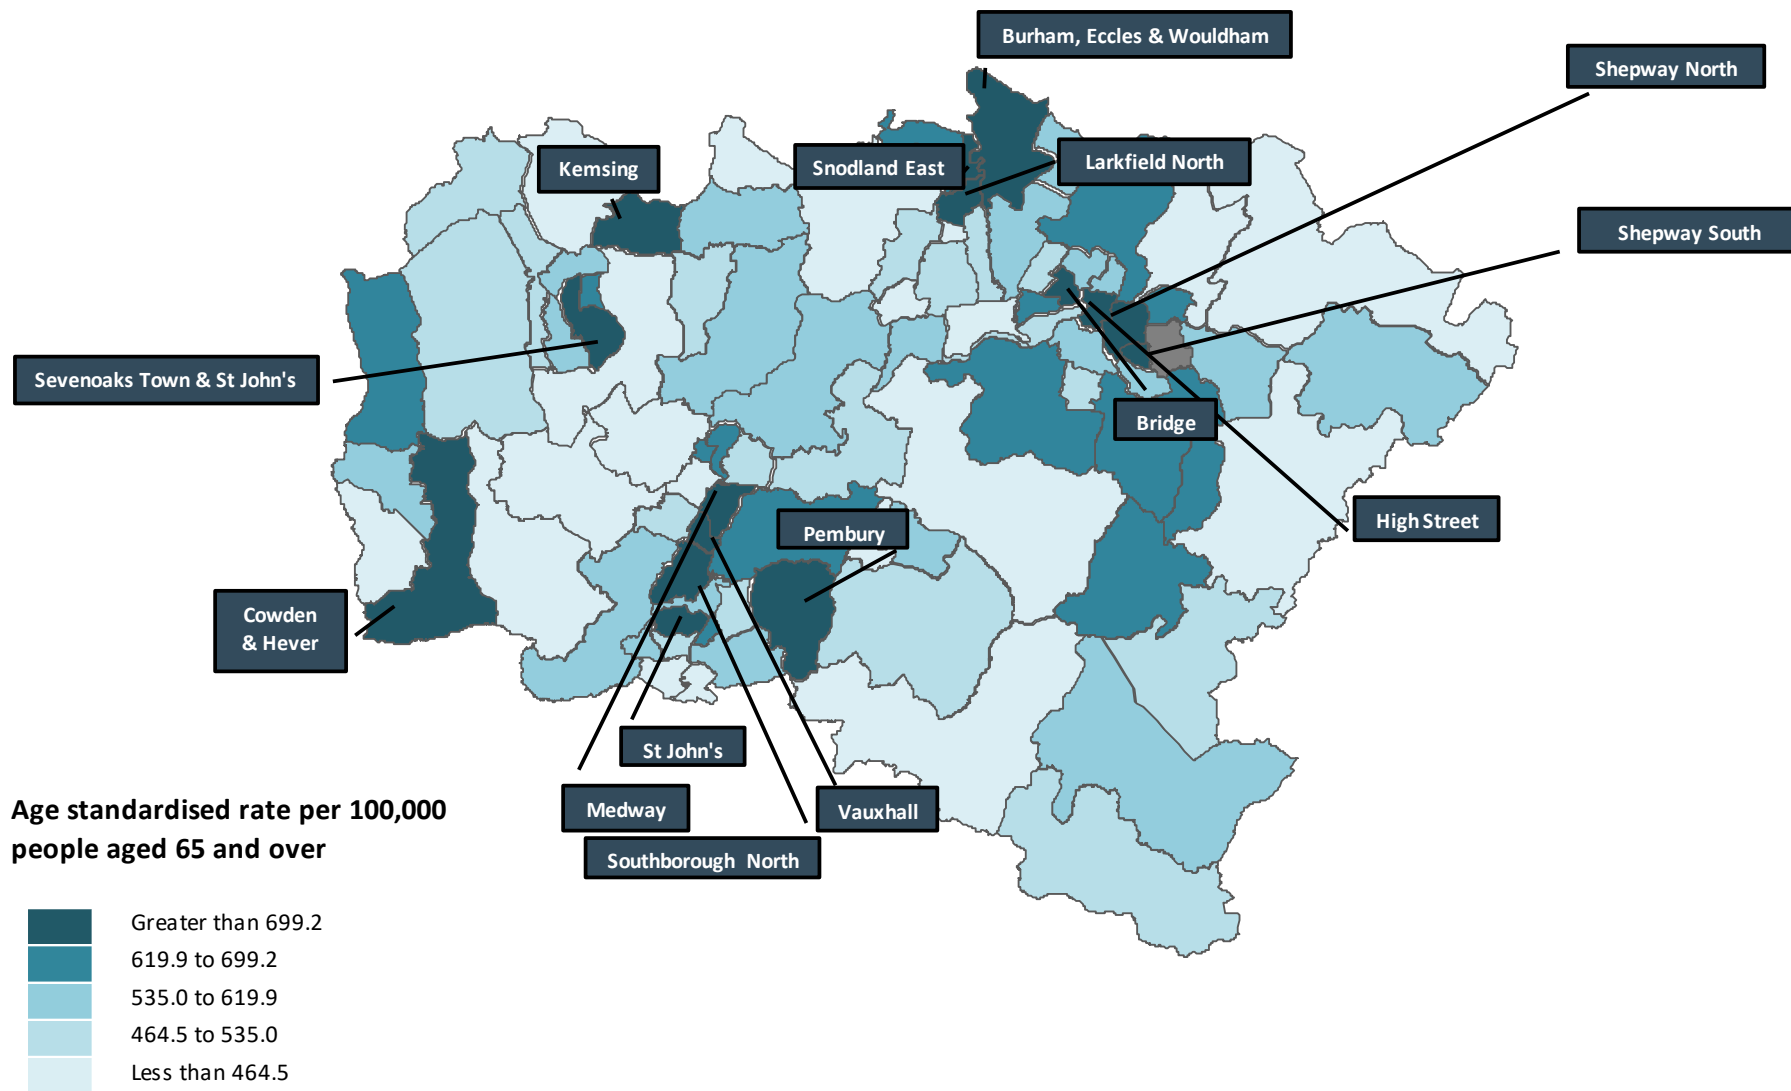 Burham, Eccles & Wouldham
Shepway North
Kemsing
Snodland East
Larkfield North
Shepway South
Sevenoaks Town & St John's
Bridge
High Street
Pembury
Cowden
& Hever
St John's
Medway
Vauxhall
Southborough North
Age standardised rate per 100,000
people aged 65 and over
Greater than 699.2
619.9 to 699.2
535.0 to 619.9
464.5 to 535.0
Less than 464.5